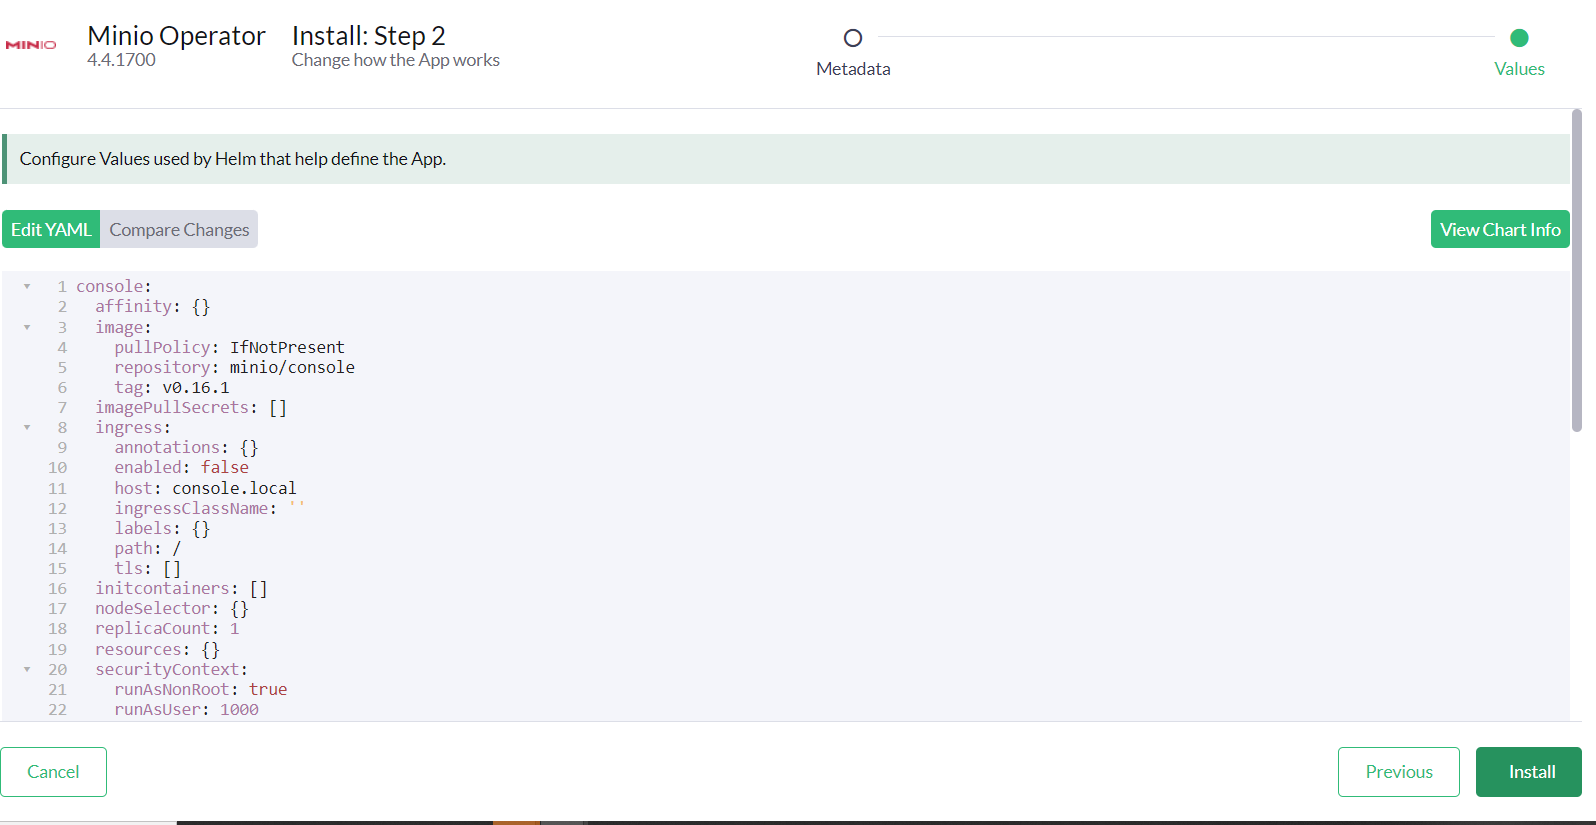 MINIO
Minio Operator
4.4.1700
Install: Step 2
Change how the App works
Metadata
Values
Configure Values used by Helm that help define the App.
Edit YAML
Compare Changes
View Chart Info
1 console:
2   affinity: {}
3   image:
4     pullPolicy: IfNotPresent
5     repository: minio/console
6     tag: v0.16.1
7   imagePullSecrets: []
8   ingress:
9     annotations: {}
10     enabled: false
11     host: console.local
12     ingressClassName: ''
13     labels: {}
14     path: /
15     tls: []
16   initcontainers: []
17   nodeSelector: {}
18   replicaCount: 1
19   resources: {}
20   securityContext:
21     runAsNonRoot: true
22     runAsUser: 1000
Cancel
Previous
Install